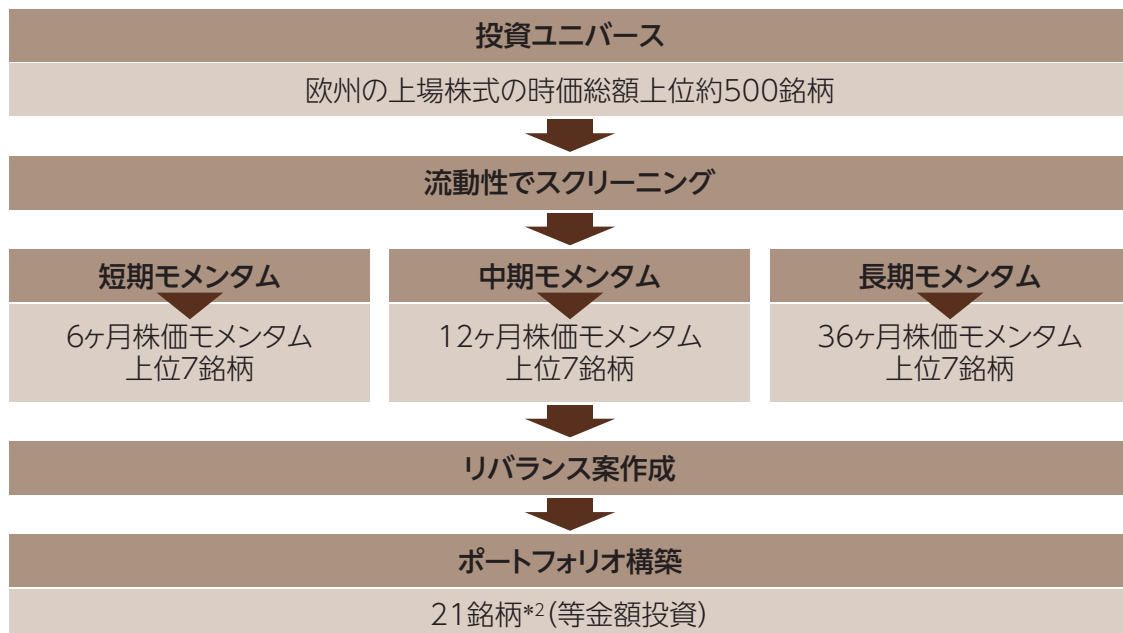 投資ユニバース
欧州の上場株式の時価総額上位約500銘柄
流動性でスクリーニング
短期モメンタム
6ヶ月株価モメンタム
上位7銘柄
中期モメンタム
12ヶ月株価モメンタム
上位7銘柄
長期モメンタム
36ヶ月株価モメンタム
上位7銘柄
リバランス案作成
ポートフォリオ構築
21銘柄*2(等金額投資)